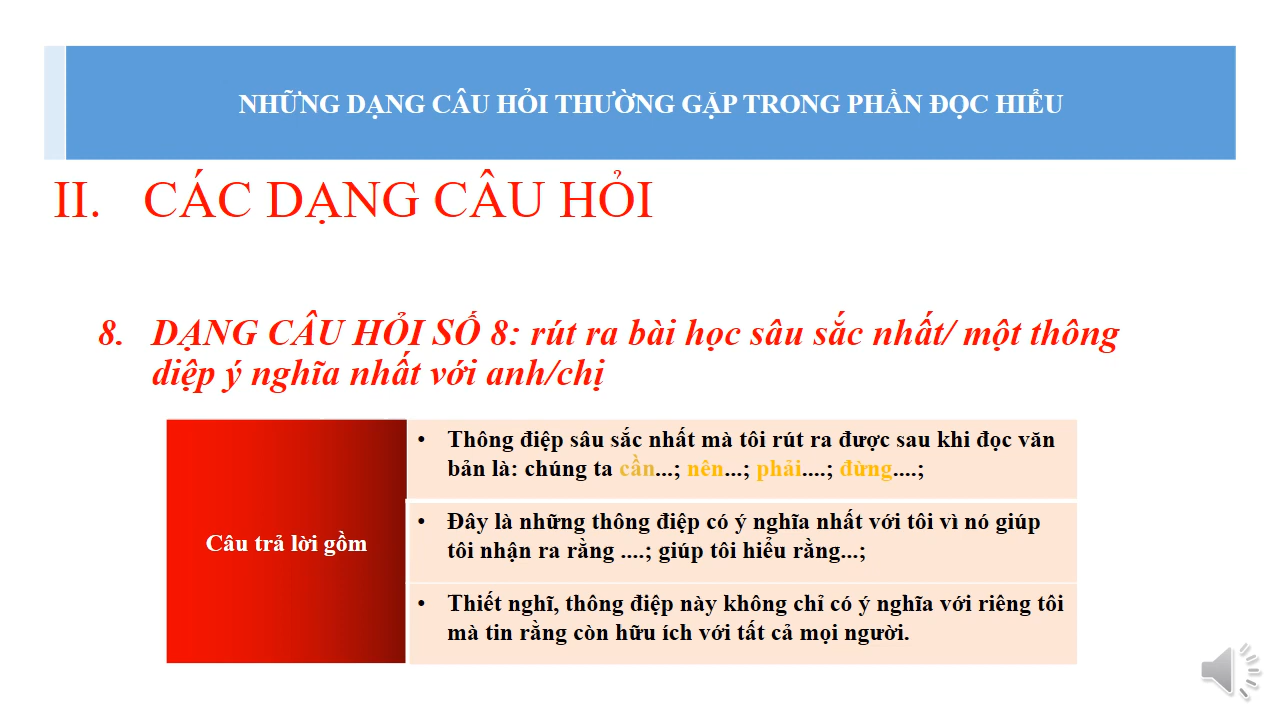 NHỮNG DẠNG CÂU HỎI THƯỜNG GẶP TRONG PHẦN ĐỌC HIỂU
II. CÁC DẠNG CÂU HỎI
8. DẠNG CÂU HỎI SỐ 8: rút ra bài học sâu sắc nhất/ một thông
diệp ý nghĩa nhất với anh/chị
Câu trả lời gồm
• Thông điệp sâu sắc nhất mà tôi rút ra được sau khi đọc văn
bản là: chúng ta cần...; nên...; phải....; đừng....;
• Đây là những thông điệp có ý nghĩa nhất với tôi vì nó giúp
tôi nhận ra rằng ....; giúp tôi hiểu rằng...;
• Thiết nghĩ, thông điệp này không chỉ có ý nghĩa với riêng tôi
mà tin rằng còn hữu ích với tất cả mọi người.